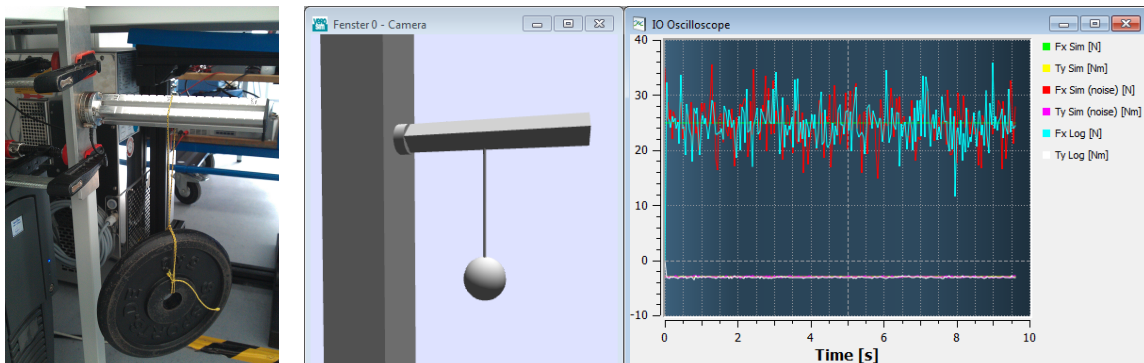 Fenster 0 - Camera
IO Oscilloscope
40
30
20
10
0
-10
0
2
4
6
8
10
Time [s]
Fx Sim [N]
Ty Sim [Nm]
Fx Sim (noise) [N]
Ty Sim (noise) [Nm]
Fx Log [N]
Ty Log [Nm]